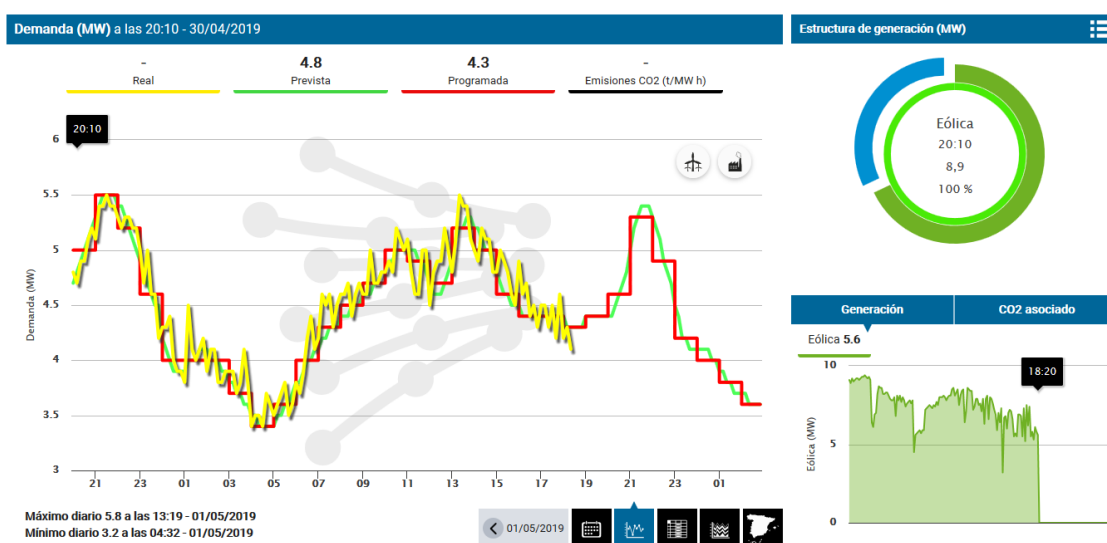 Demanda (MW) a las 20:10 - 30/04/2019
- 4.8 4.3 -
Real Prevista Programada Emisiones CO2 (t/MW h)
20:10
6
5.5
5
4.5
4
3.5
3
Demanda (MW)
21 23 01 03 05 07 09 11 13 15 17 19 21 23 01
Máximo diario 5.8 a las 13:19 - 01/05/2019
Mínimo diario 3.2 a las 04:32 - 01/05/2019
01/05/2019
Estructura de generación (MW)
Eólica
20:10
8,9
100 %
Generación CO2 asociado
Eólica 5.6
18:20
10
5
0
Eólica (MW)